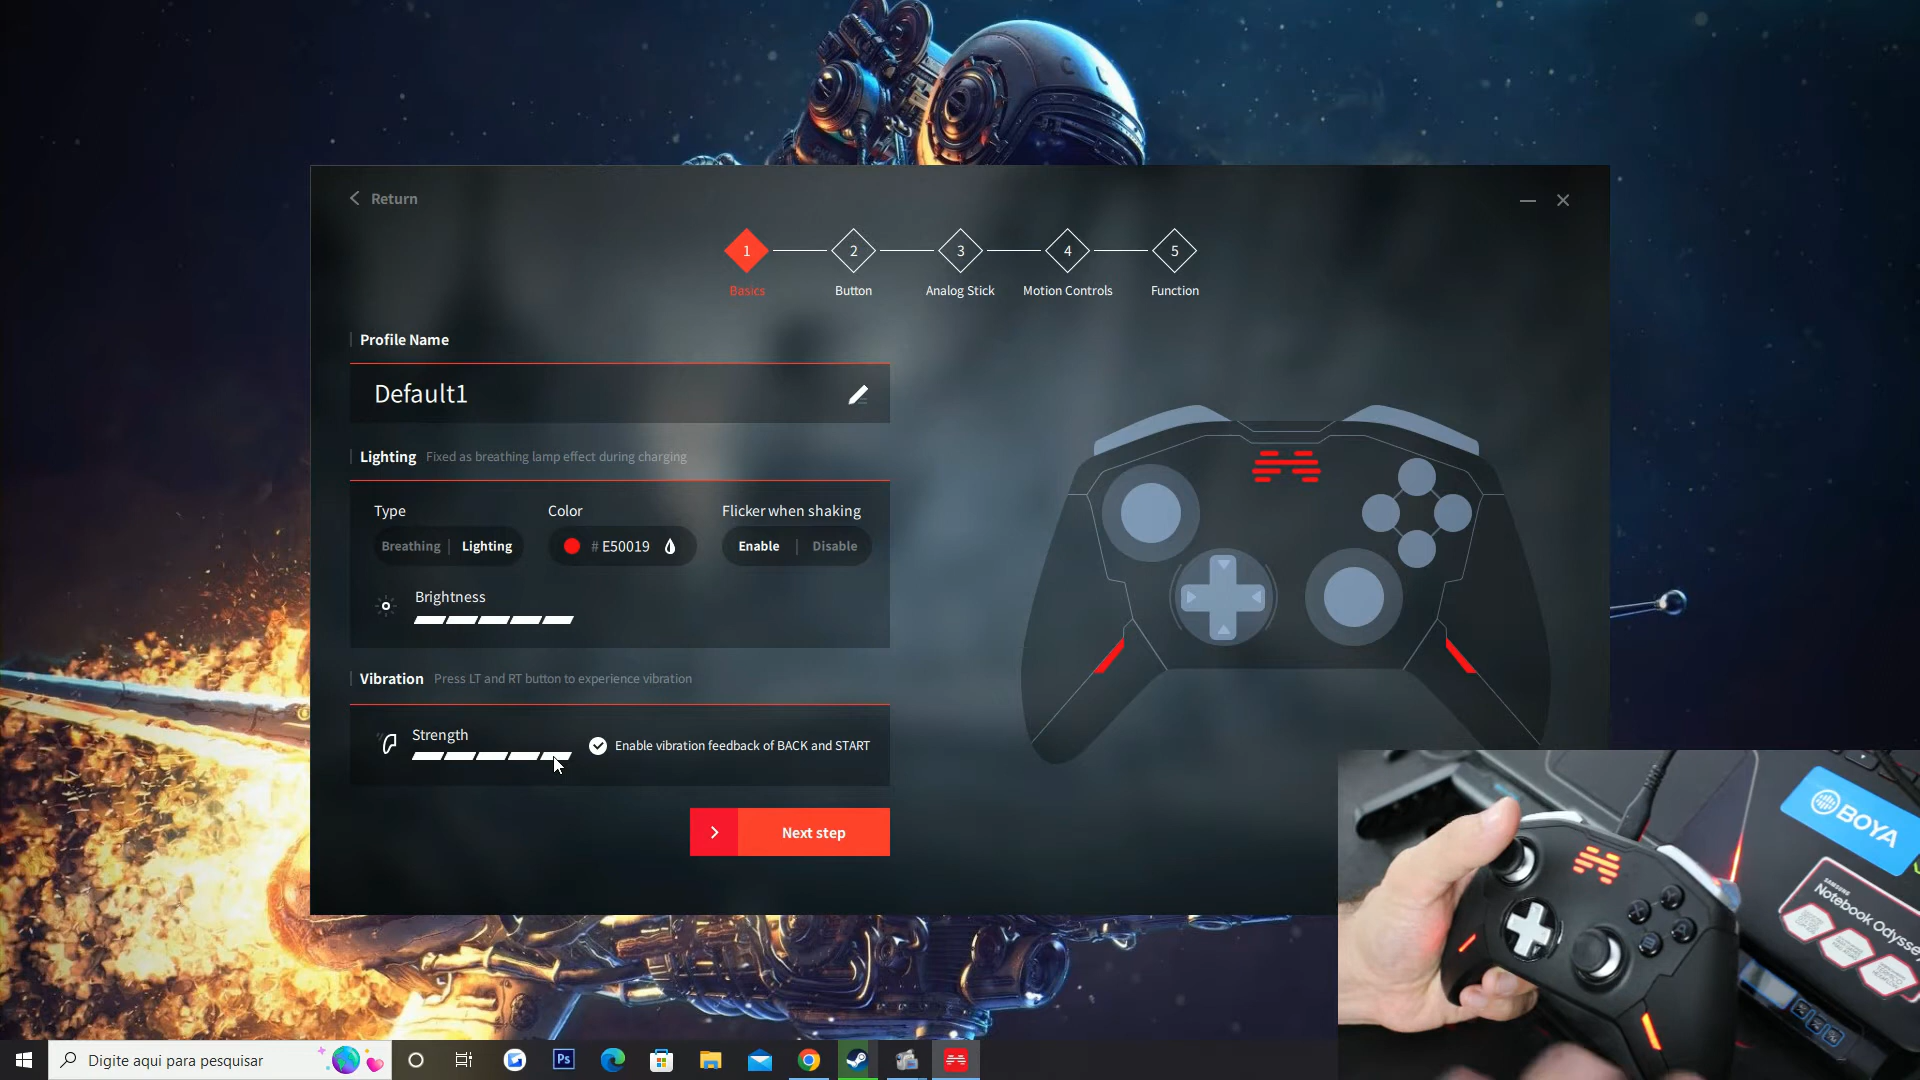 Return
1
2
3
4
5
Basics
Button
Analog Stick
Motion Controls
Function
Profile Name
Default1
Lighting Fixed as breathing lamp effect during charging
Type
Color
Flicker when shaking
Breathing | Lighting
# E50019
Enable | Disable
Brightness
Vibration Press LT and RT button to experience vibration
Strength
Enable vibration feedback of BACK and START
Next step
BOYA
SAMSUNG
Notebook Odyssey
A
Digite aqui para pesquisar
Ps